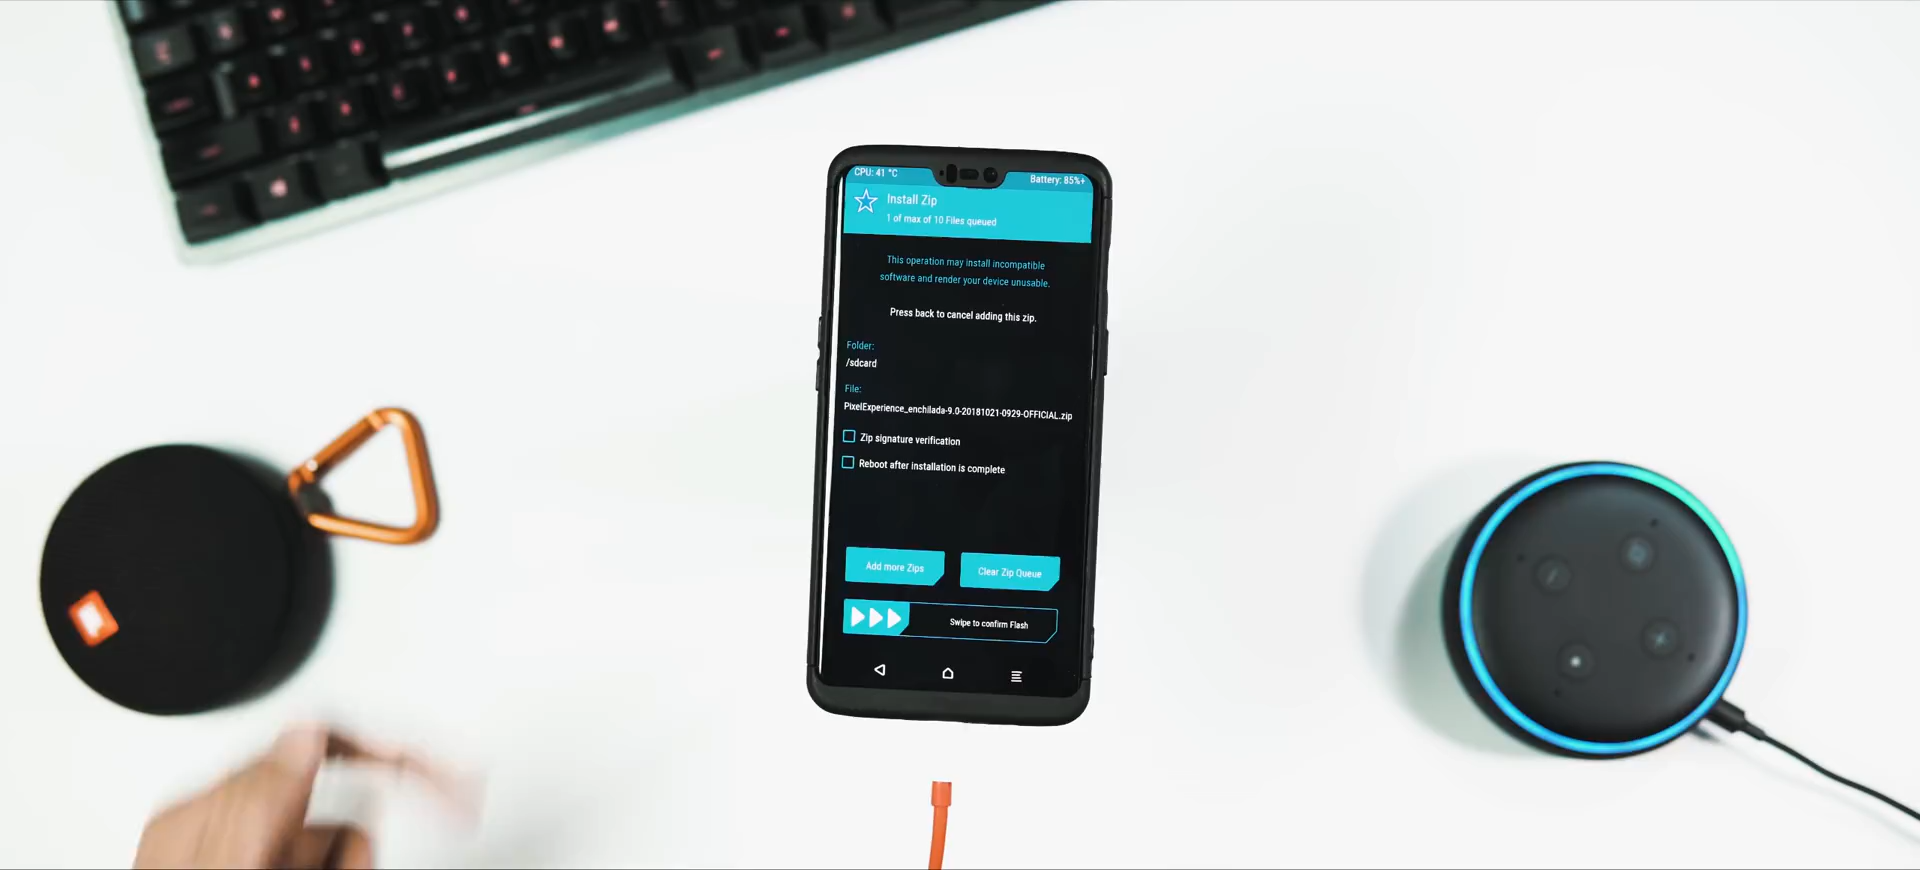 CPU: 41 °C
Battery: 85%+
Install Zip
1 of max of 10 Files queued
This operation may install incompatible
software and render your device unusable.
Press back to cancel adding this zip.
Folder:
/sdcard
File:
PixelExperience_enchilada-9.0-20181021-0929-OFFICIAL.zip
Zip signature verification
Reboot after installation is complete
Add more Zips
Clear Zip Queue
Swipe to confirm Flash